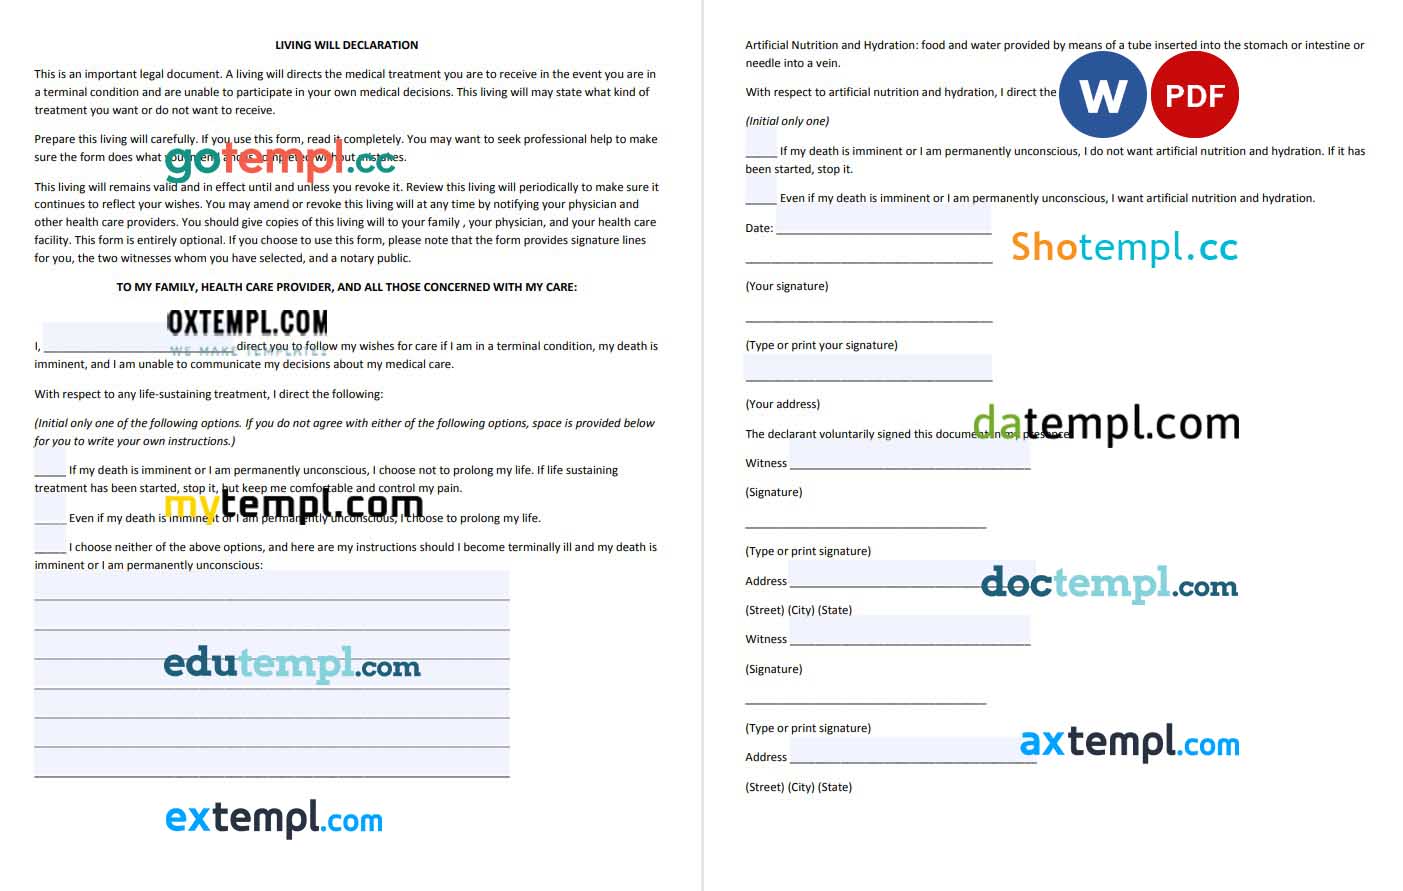 LIVING WILL DECLARATION
This is an important legal document. A living will directs the medical treatment you are to receive in the event you are in
a terminal condition and are unable to participate in your own medical decisions. This living will may state what kind of
treatment you want or do not want to receive.
Prepare this living will carefully. If you use this form, read it completely. You may want to seek professional help to make
sure the form does what you mean and is completed without mistakes.
gotempl.cc
This living will remains valid and in effect until and unless you revoke it. Review this living will periodically to make sure it
continues to reflect your wishes. You may amend or revoke this living will at any time by notifying your physician and
other health care providers. You should give copies of this living will to your family , your physician, and your health care
facility. This form is entirely optional. If you choose to use this form, please note that the form provides signature lines
for you, the two witnesses whom you have selected, and a notary public.
TO MY FAMILY, HEALTH CARE PROVIDER, AND ALL THOSE CONCERNED WITH MY CARE:
OXTEMPL.COM
WE MAKE TEMPLATES
I, direct you to follow my wishes for care if I am in a terminal condition, my death is
imminent, and I am unable to communicate my decisions about my medical care.
With respect to any life-sustaining treatment, I direct the following:
(Initial only one of the following options. If you do not agree with either of the following options, space is provided below
for you to write your own instructions.)
If my death is imminent or I am permanently unconscious, I choose not to prolong my life. If life sustaining
treatment has been started, stop it, but keep me comfortable and control my pain.
mytempl.com
Even if my death is imminent or I am permanently unconscious, I choose to prolong my life.
I choose neither of the above options, and here are my instructions should I become terminally ill and my death is
imminent or I am permanently unconscious:
edutempl.com
extempl.com
Artificial Nutrition and Hydration: food and water provided by means of a tube inserted into the stomach or intestine or
needle into a vein.
With respect to artificial nutrition and hydration, I direct the
W PDF
(Initial only one)
If my death is imminent or I am permanently unconscious, I do not want artificial nutrition and hydration. If it has
been started, stop it.
Even if my death is imminent or I am permanently unconscious, I want artificial nutrition and hydration.
Date:
Shotempl.cc
(Your signature)
(Type or print your signature)
(Your address)
datempl.com
The declarant voluntarily signed this document in my presence
Witness
(Signature)
(Type or print signature)
Address
doctempl.com
(Street) (City) (State)
Witness
(Signature)
(Type or print signature)
axtempl.com
Address
(Street) (City) (State)